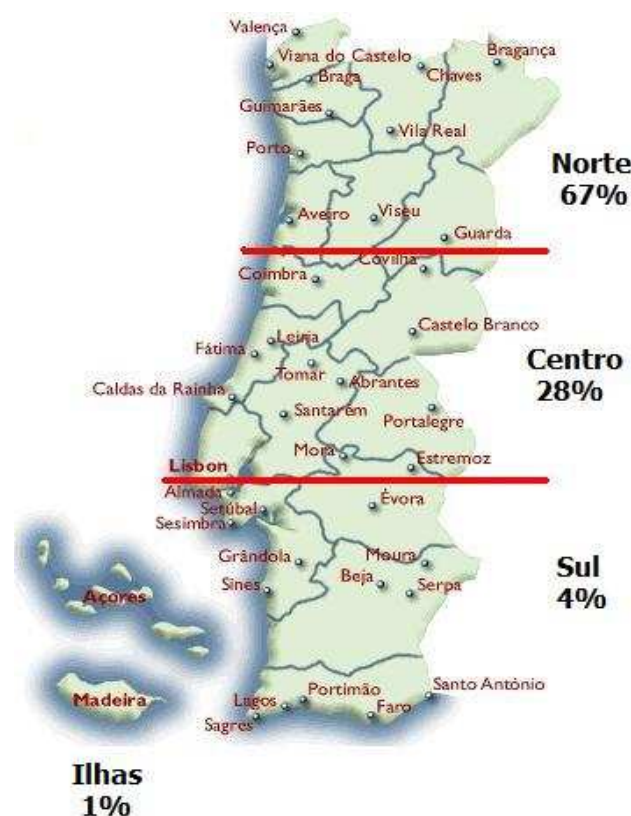 Valença
Viana do Castelo
Bragança
Braga
Chaves
Guimarães
Vila Real
Porto
Norte
67%
Aveiro
Viseu
Guarda
Covilha
Coimbra
Castelo Branco
Leiria
Fátima
Centro
28%
Tomar
Abrantes
Caldas da Rainha
Santarém
Portalegre
Mora
Estremoz
Lisbon
Almada
Évora
Setúbal
Sesimbra
Grândola
Moura
Sul
4%
Beja
Serpa
Sines
Açores
Madeira
Santo António
Portimão
Lagos
Faro
Sagres
Ilhas
1%